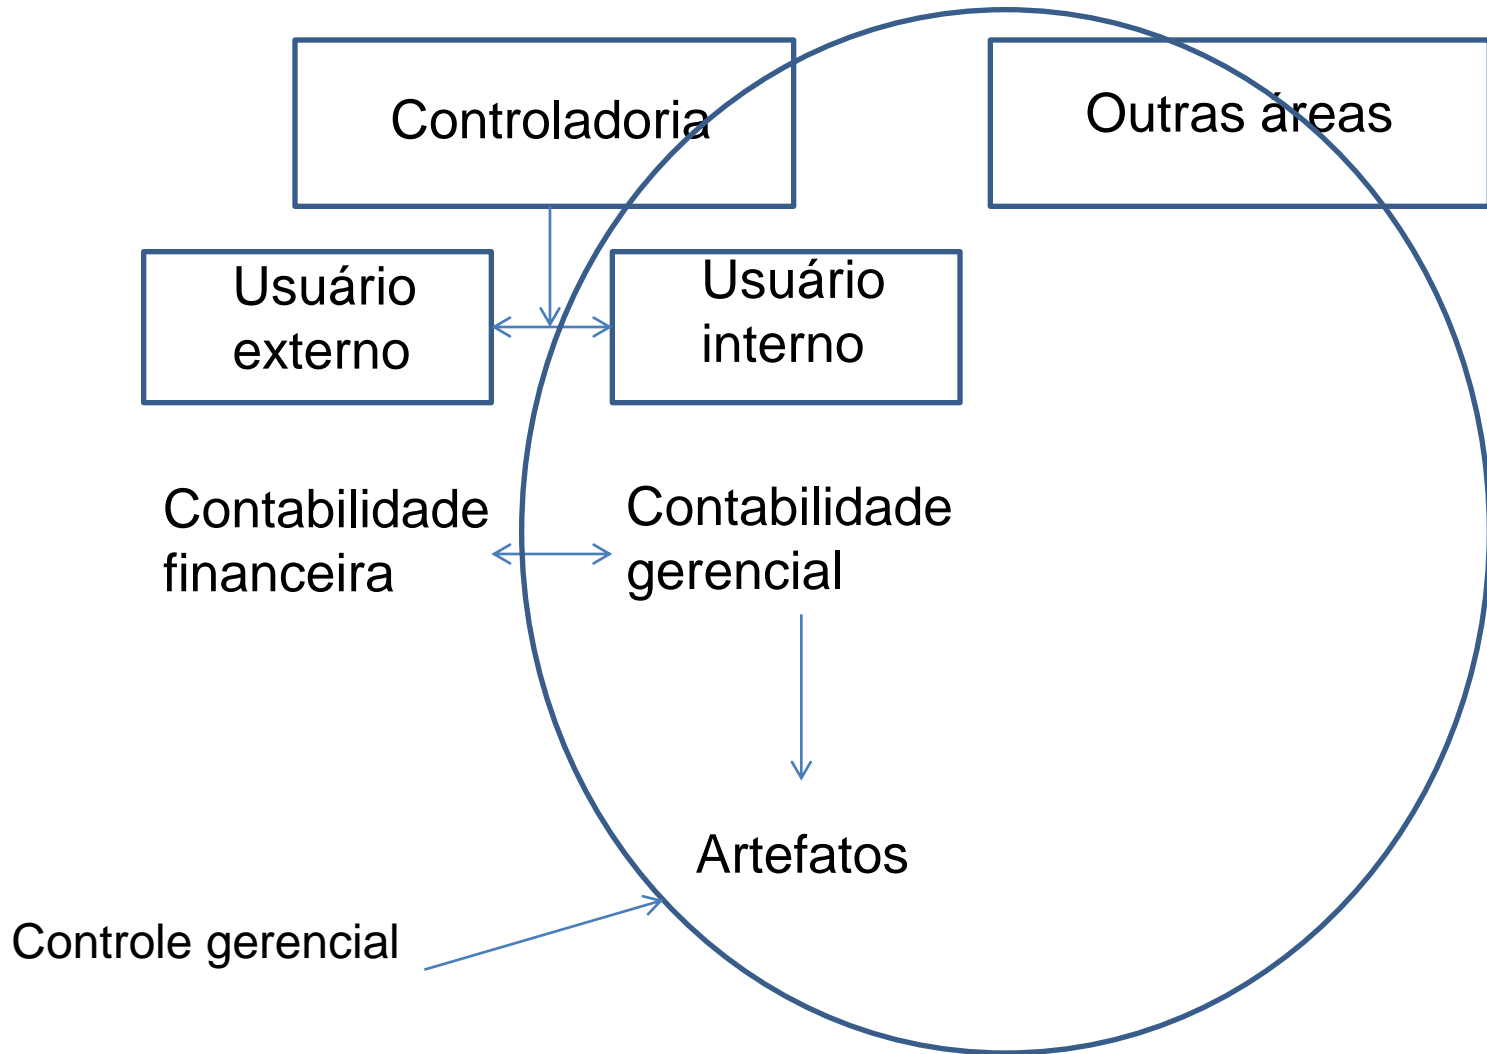 Controladoria
Outras áreas
Usuário
externo
Usuário
interno
Contabilidade
financeira
Contabilidade
gerencial
Artefatos
Controle gerencial